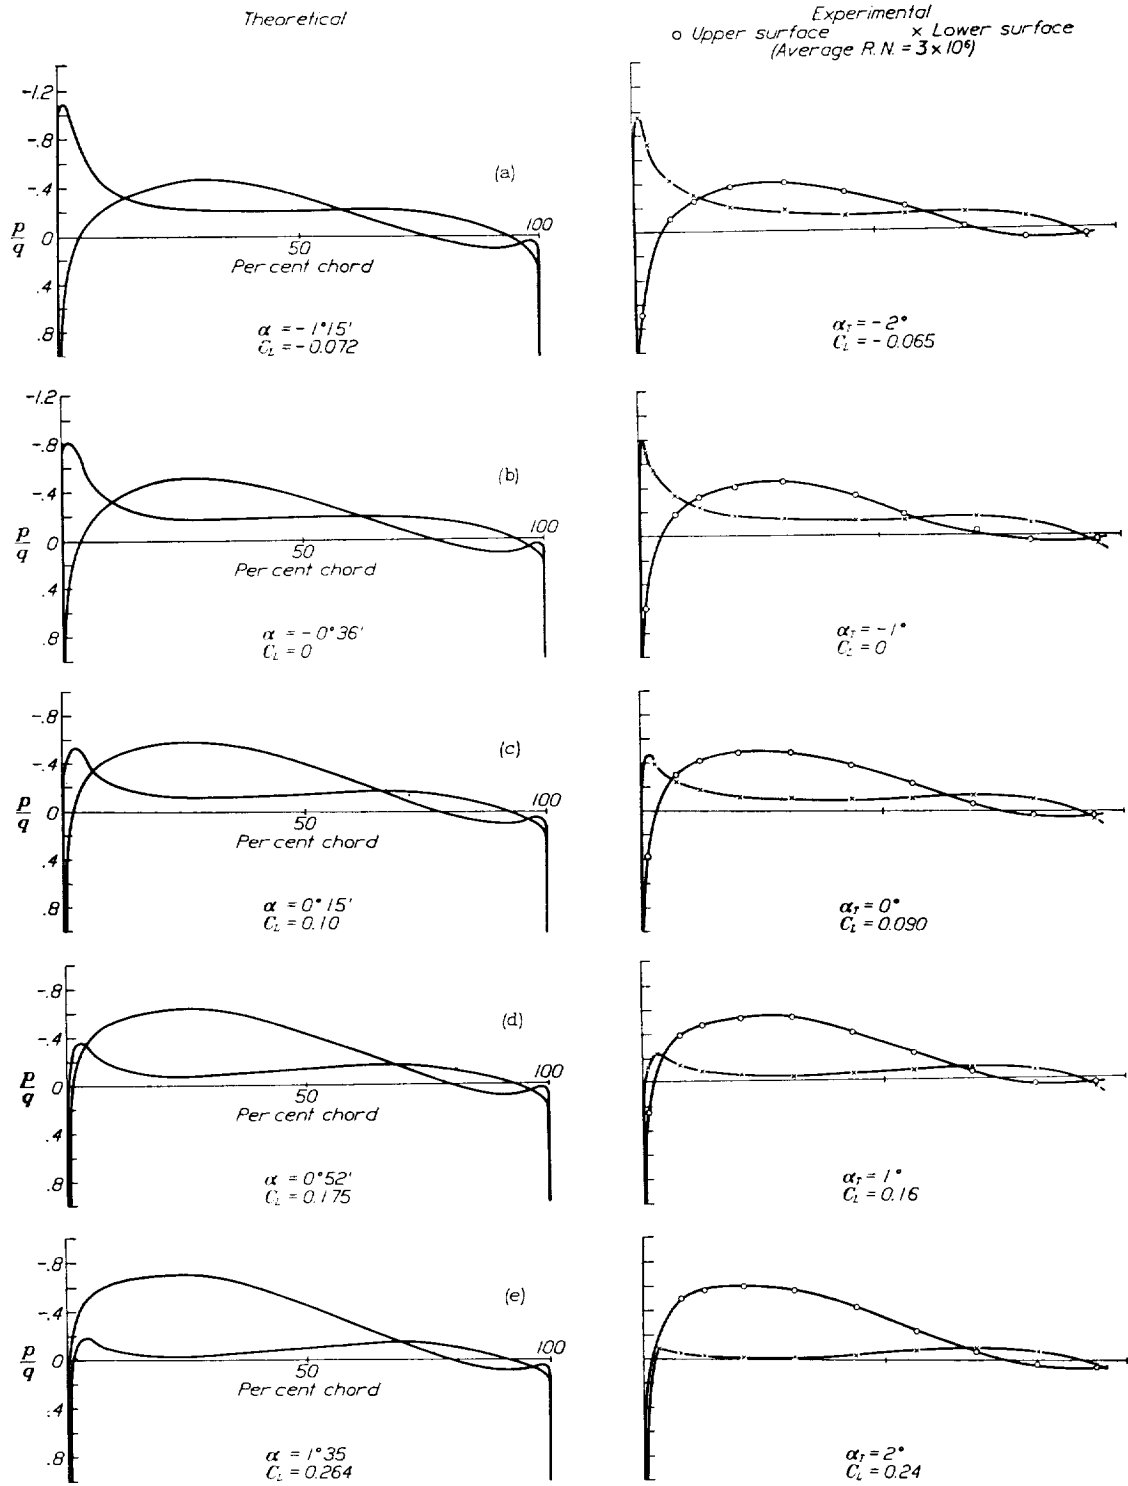 Theoretical
Experimental
o Upper surface × Lower surface
(Average R.N. = 3×10⁶)
-1.2
-.8
-.4
p/q
0
.4
.8
50
100
Per cent chord
(a)
α = -1°15'
C_L = -0.072
α_T = -2°
C_L = -0.065
-1.2
-.8
-.4
p/q
0
.4
.8
50
100
Per cent chord
(b)
α = -0°36'
C_L = 0
α_T = -1°
C_L = 0
-.8
-.4
p/q
0
.4
.8
50
100
Per cent chord
(c)
α = 0°15'
C_L = 0.10
α_T = 0°
C_L = 0.090
-.8
-.4
p/q
0
.4
.8
50
100
Per cent chord
(d)
α = 0°52'
C_L = 0.175
α_T = 1°
C_L = 0.16
-.8
-.4
p/q
0
.4
.8
50
100
Per cent chord
(e)
α = 1°35
C_L = 0.264
α_T = 2°
C_L = 0.24